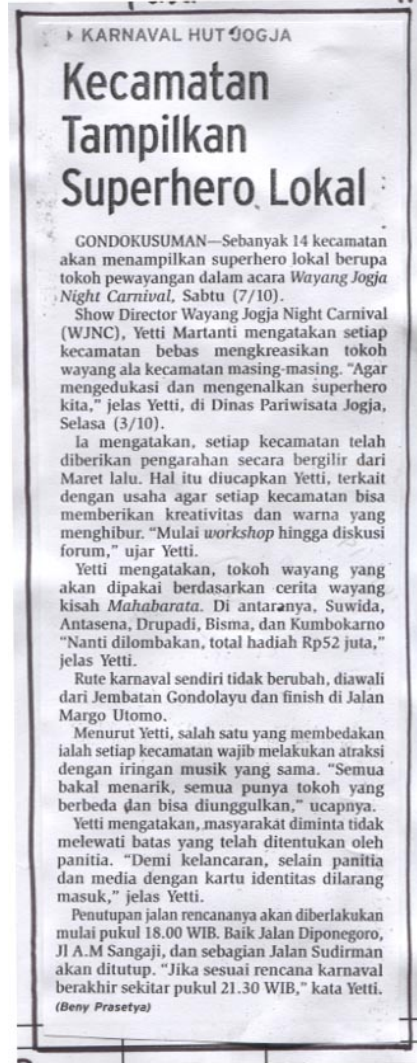 KARNAVAL HUT JOGJA
Kecamatan
Tampilkan
Superhero Lokal
GONDOKUSUMAN—Sebanyak 14 kecamatan
akan menampilkan superhero lokal berupa
tokoh pewayangan dalam acara Wayang Jogja
Night Carnival, Sabtu (7/10).
Show Director Wayang Jogja Night Carnival
(WJNC), Yetti Martanti mengatakan setiap
kecamatan bebas mengkreasikan tokoh
wayang ala kecamatan masing-masing. “Agar
mengedukasi dan mengenalkan superhero
kita,” jelas Yetti, di Dinas Pariwisata Jogja,
Selasa (3/10).
Ia mengatakan, setiap kecamatan telah
diberikan pengarahan secara bergilir dari
Maret lalu. Hal itu diucapkan Yetti, terkait
dengan usaha agar setiap kecamatan bisa
memberikan kreativitas dan warna yang
menghibur. “Mulai workshop hingga diskusi
forum,” ujar Yetti.
Yetti mengatakan, tokoh wayang yang
akan dipakai berdasarkan cerita wayang
kisah Mahabarata. Di antaranya, Suwida,
Antasena, Drupadi, Bisma, dan Kumbokarno
“Nanti dilombakan, total hadiah Rp52 juta,”
jelas Yetti.
Rute karnaval sendiri tidak berubah, diawali
dari Jembatan Gondolayu dan finish di Jalan
Margo Utomo.
Menurut Yetti, salah satu yang membedakan
ialah setiap kecamatan wajib melakukan atraksi
dengan iringan musik yang sama. “Semua
bakal menarik, semua punya tokoh yang
berbeda dan bisa diunggulkan,” ucapnya.
Yetti mengatakan, masyarakat diminta tidak
melewati batas yang telah ditentukan oleh
panitia. “Demi kelancaran, selain panitia
dan media dengan kartu identitas dilarang
masuk,” jelas Yetti.
Penutupan jalan rencananya akan diberlakukan
mulai pukul 18.00 WIB. Baik Jalan Diponegoro,
Jl A.M Sangaji, dan sebagian Jalan Sudirman
akan ditutup. “Jika sesuai rencana karnaval
berakhir sekitar pukul 21.30 WIB,” kata Yetti.
(Beny Prasetya)